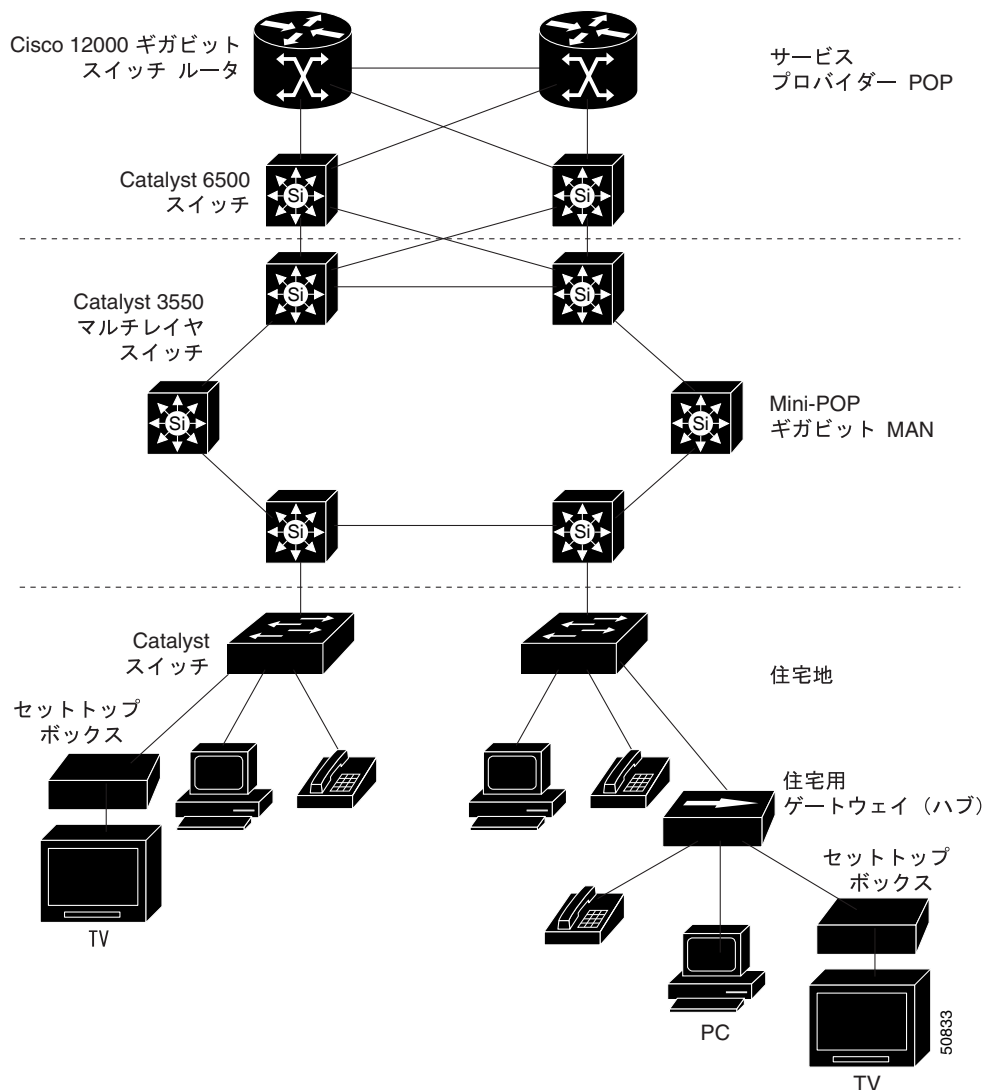 Cisco 12000 ギガビット
スイッチ ルータ
サービス
プロバイダー POP
Catalyst 6500
スイッチ
Si
Si
Catalyst 3550
マルチレイヤ
スイッチ
Si
Si
Si
Si
Mini-POP
ギガビット MAN
Si
Si
Catalyst
スイッチ
住宅地
セットトップ
ボックス
住宅用
ゲートウェイ（ハブ）
セットトップ
ボックス
TV
PC
TV
50833